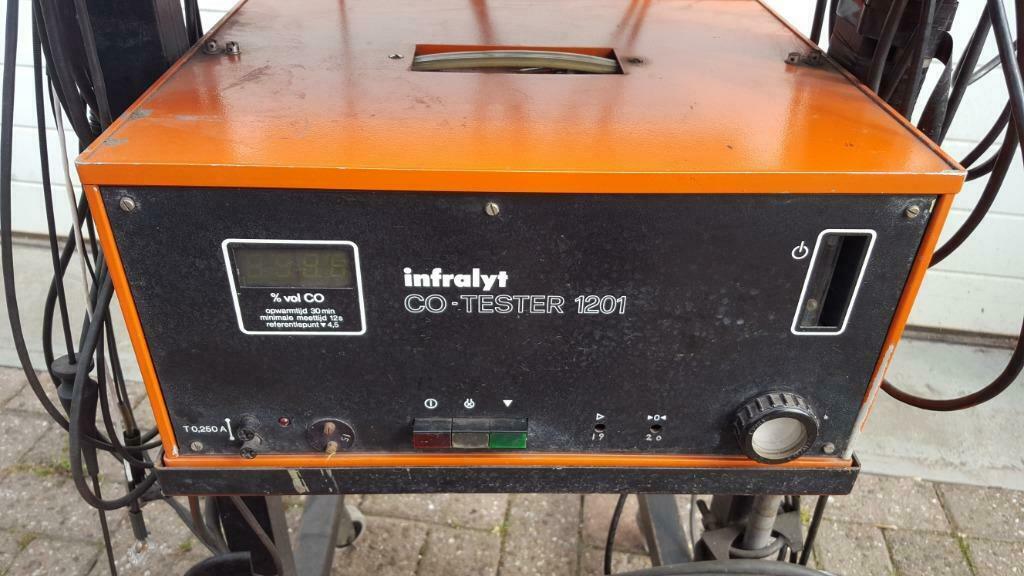 % vol CO
opwarmtijd 30 min
minimale meettijd 12s
referentiepunt ▼ 4,5
infralyt
CO-TESTER 1201
T 0,250 A
19
20